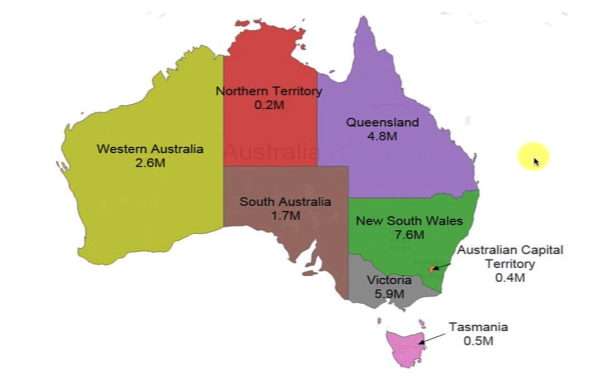 Northern Territory
0.2M
Queensland
4.8M
Western Australia
2.6M
Australia
South Australia
1.7M
New South Wales
7.6M
Australian Capital
Territory
0.4M
Victoria
5.9M
Tasmania
0.5M